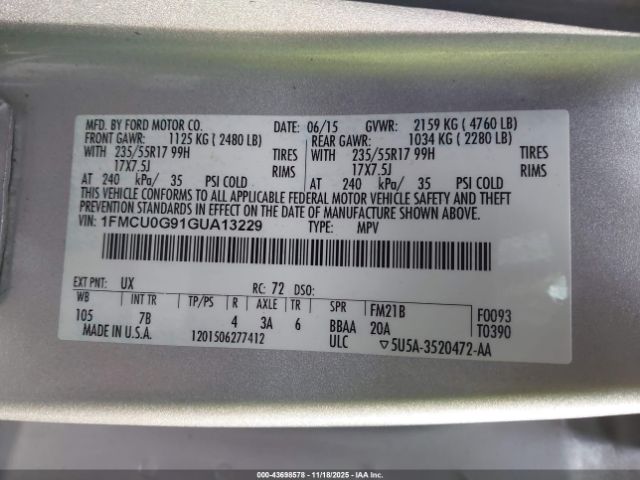 MFD. BY FORD MOTOR CO. DATE: 06/15 GVWR: 2159 KG ( 4760 LB)
FRONT GAWR: 1125 KG ( 2480 LB) REAR GAWR: 1034 KG ( 2280 LB)
WITH 235/55R17 99H TIRES WITH 235/55R17 99H TIRES
17X7.5J RIMS 17X7.5J RIMS
AT 240 kPa/ 35 PSI COLD AT 240 kPa/ 35 PSI COLD
THIS VEHICLE CONFORMS TO ALL APPLICABLE FEDERAL MOTOR VEHICLE SAFETY AND THEFT
PREVENTION STANDARDS IN EFFECT ON THE DATE OF MANUFACTURE SHOWN ABOVE.
VIN: 1FMCU0G91GUA13229 TYPE: MPV
EXT PNT: UX RC: 72 DSO:
WB INT TR TP/PS R AXLE TR SPR FM21B F0093
105 7B 4 3A 6 BBAA 20A T0390
MADE IN U.S.A. 1201506277412 ULC ▽5U5A-3520472-AA
000-43698578 | 11/18/2025 | IAAI.COM